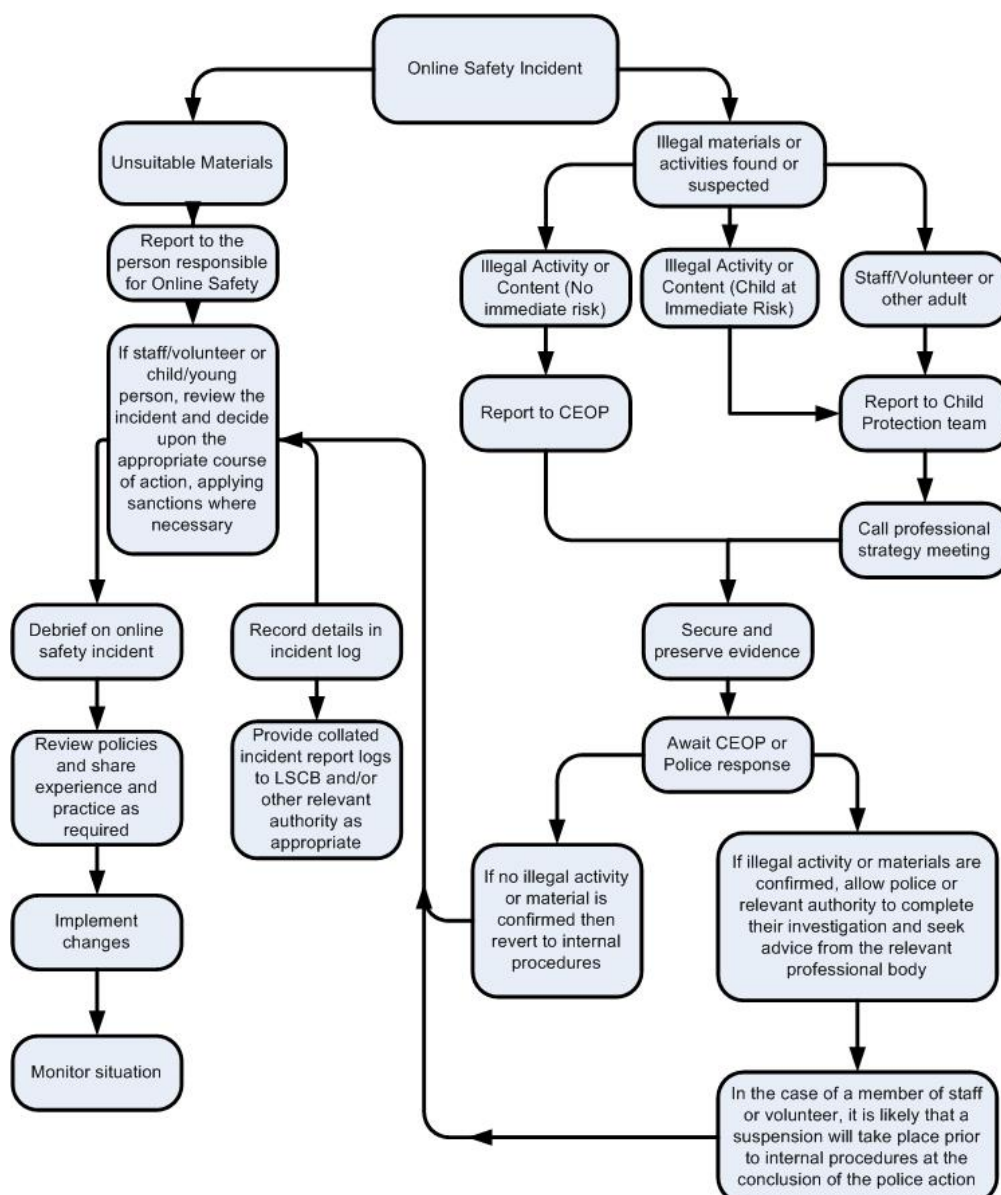 Online Safety Incident
Unsuitable Materials
Report to the
person responsible
for Online Safety
If staff/volunteer or
child/young
person, review the
incident and decide
upon the
appropriate course
of action, applying
sanctions where
necessary
Debrief on online
safety incident
Review policies
and share
experience and
practice as
required
Implement
changes
Monitor situation
Record details in
incident log
Provide collated
incident report logs
to LSCB and/or
other relevant
authority as
appropriate
Illegal materials or
activities found or
suspected
Illegal Activity or
Content (No
immediate risk)
Illegal Activity or
Content (Child at
Immediate Risk)
Staff/Volunteer or
other adult
Report to CEOP
Report to Child
Protection team
Call professional
strategy meeting
Secure and
preserve evidence
Await CEOP or
Police response
If no illegal activity
or material is
confirmed then
revert to internal
procedures
If illegal activity or materials are
confirmed, allow police or
relevant authority to complete
their investigation and seek
advice from the relevant
professional body
In the case of a member of staff
or volunteer, it is likely that a
suspension will take place prior
to internal procedures at the
conclusion of the police action